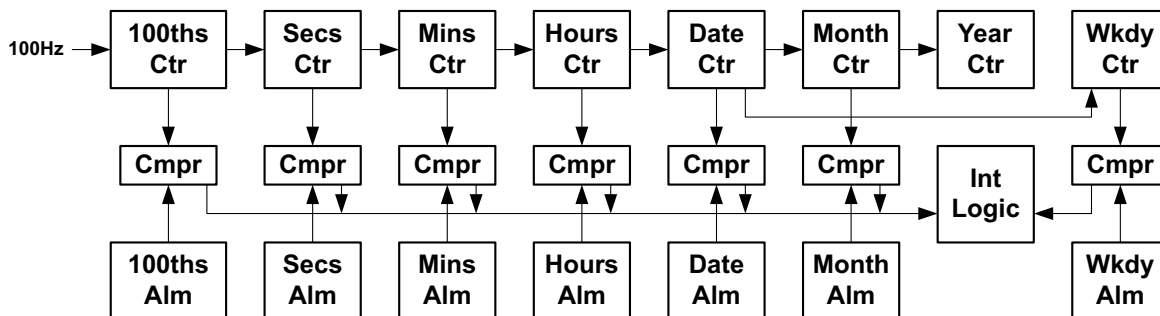 100Hz
100ths
Ctr
Secs
Ctr
Mins
Ctr
Hours
Ctr
Date
Ctr
Month
Ctr
Year
Ctr
Wkdy
Ctr
Cmpr
Cmpr
Cmpr
Cmpr
Cmpr
Cmpr
Int
Logic
Cmpr
100ths
Alm
Secs
Alm
Mins
Alm
Hours
Alm
Date
Alm
Month
Alm
Wkdy
Alm